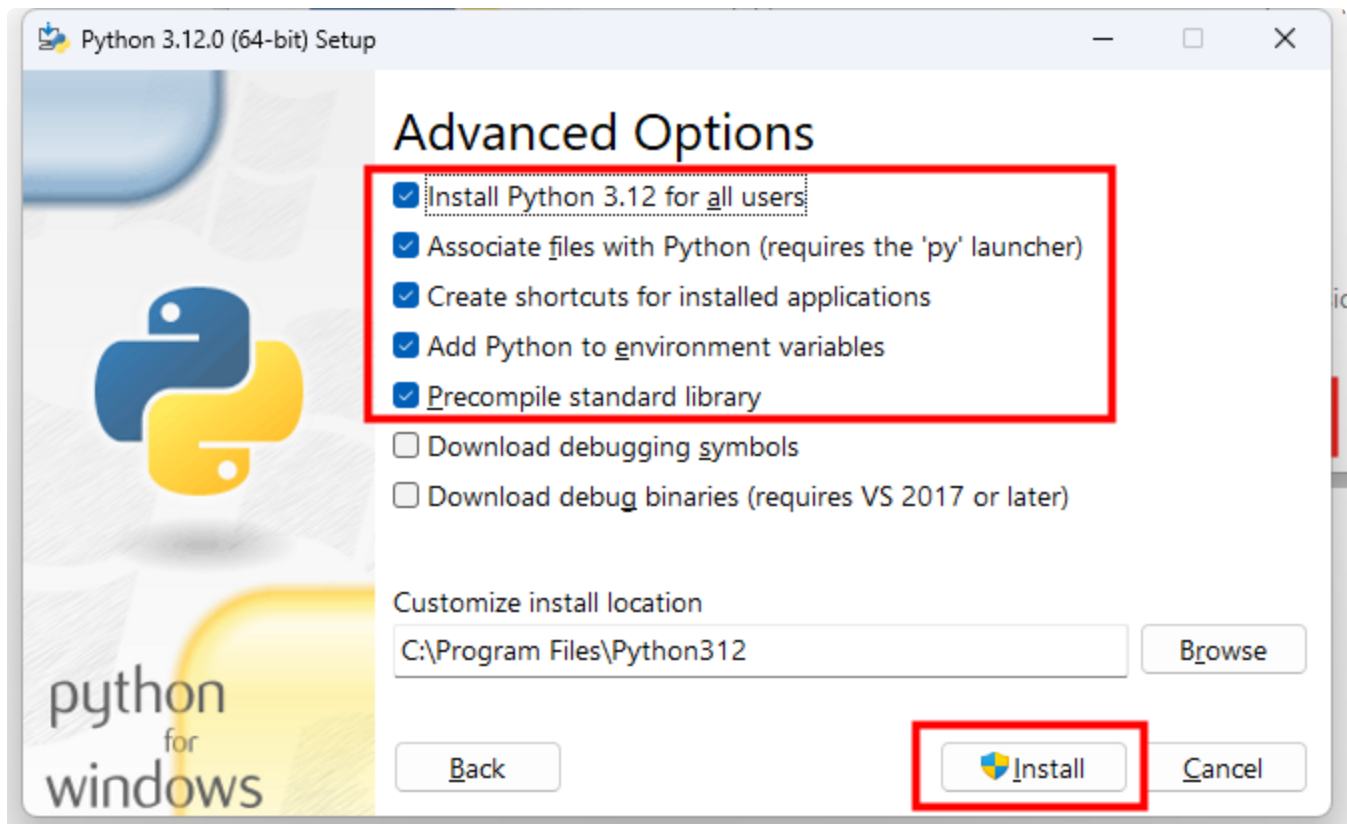 Python 3.12.0 (64-bit) Setup
Advanced Options
Install Python 3.12 for all users
Associate files with Python (requires the 'py' launcher)
Create shortcuts for installed applications
Add Python to environment variables
Precompile standard library
Download debugging symbols
Download debug binaries (requires VS 2017 or later)
Customize install location
C:\Program Files\Python312
Browse
python
for
windows
Back
Install
Cancel